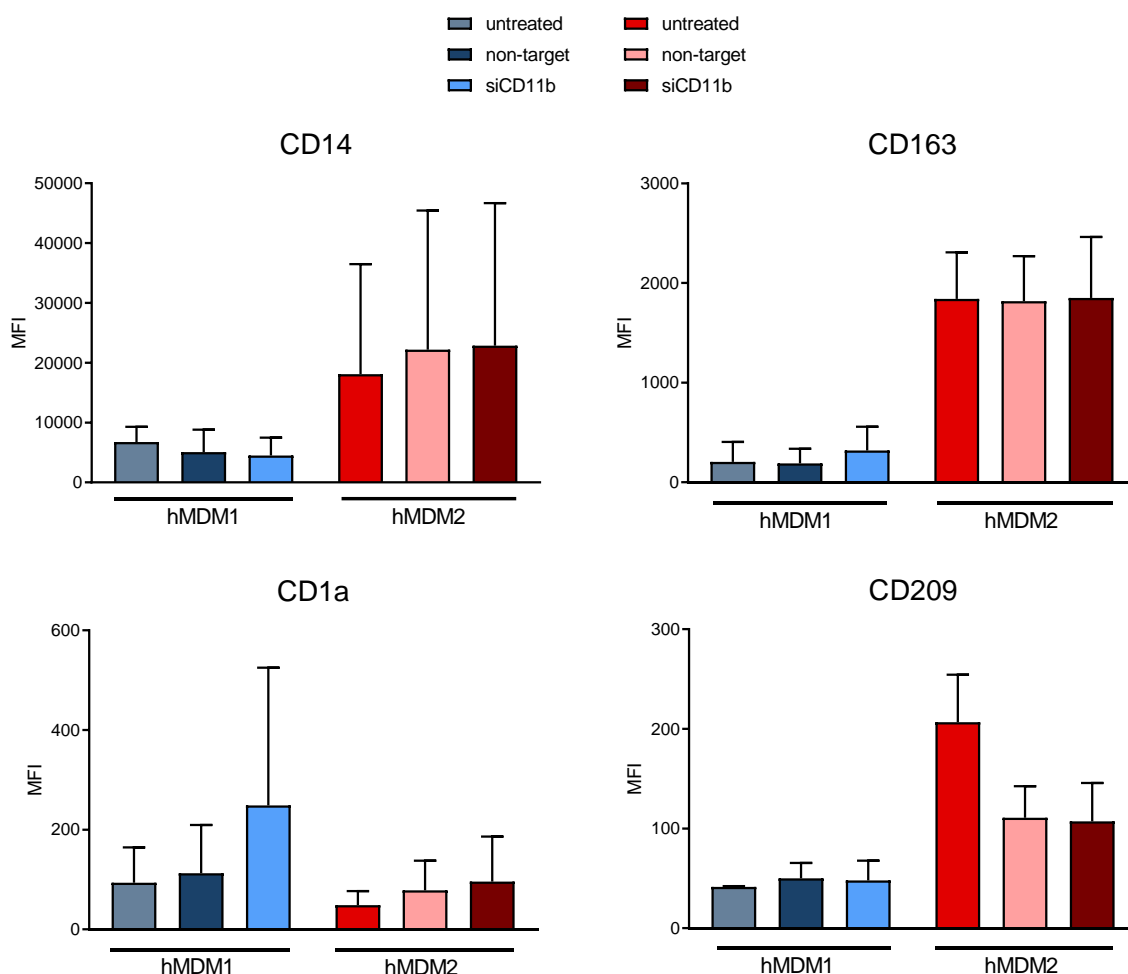 untreated untreated
non-target non-target
siCD11b siCD11b
CD14
50000
40000
30000
20000
10000
0
MFI
hMDM1 hMDM2
CD163
3000
2000
1000
0
MFI
hMDM1 hMDM2
CD1a
600
400
200
0
MFI
hMDM1 hMDM2
CD209
300
200
100
0
MFI
hMDM1 hMDM2